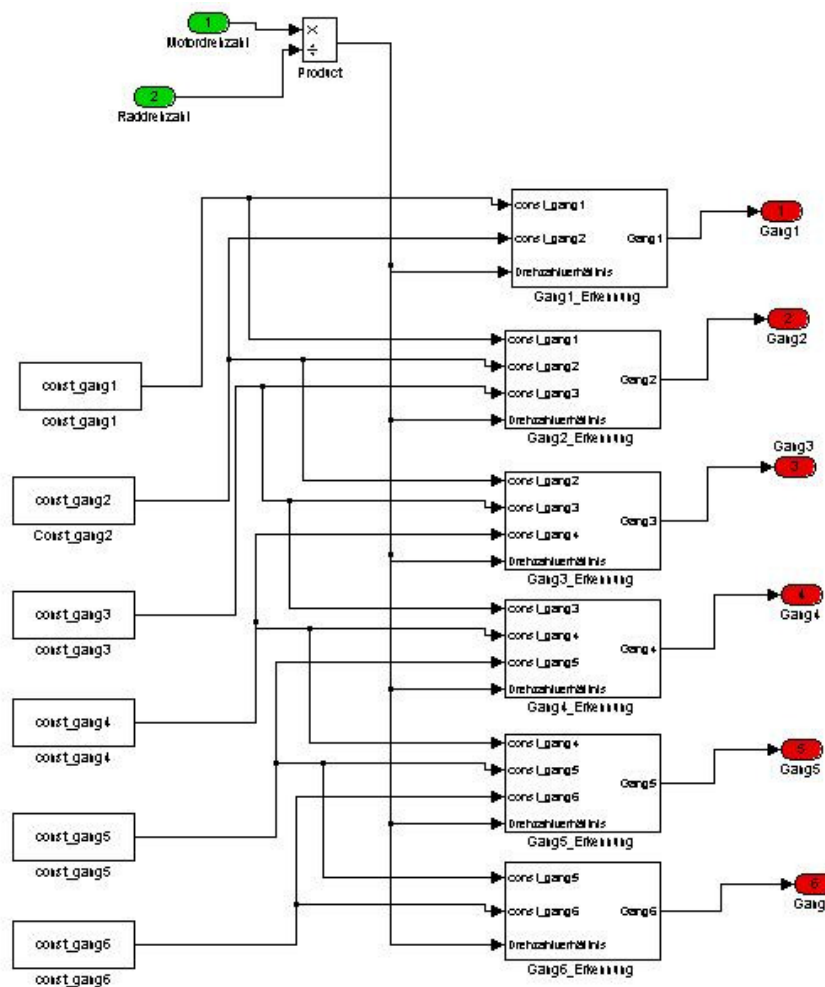 1
Motordrehzahl
×
÷
Product
2
Raddrehzahl
const_gang1
const_gang2
Drehzahlverhältnis
Gang1
Gang1_Erkennung
1
Gang1
const_gang1
const_gang2
const_gang3
Drehzahlverhältnis
Gang2
Gang2_Erkennung
2
Gang2
const_gang1
const_gang1
const_gang2
const_gang3
const_gang4
Drehzahlverhältnis
Gang3
Gang3_Erkennung
Gang3
3
const_gang2
Const_gang2
const_gang3
const_gang4
const_gang5
Drehzahlverhältnis
Gang4
Gang4_Erkennung
4
Gang4
const_gang3
const_gang3
const_gang4
const_gang5
const_gang6
Drehzahlverhältnis
Gang5
Gang5_Erkennung
5
Gang5
const_gang4
const_gang4
const_gang5
const_gang6
Drehzahlverhältnis
Gang6
Gang6_Erkennung
6
Gang
const_gang5
const_gang5
const_gang6
const_gang6